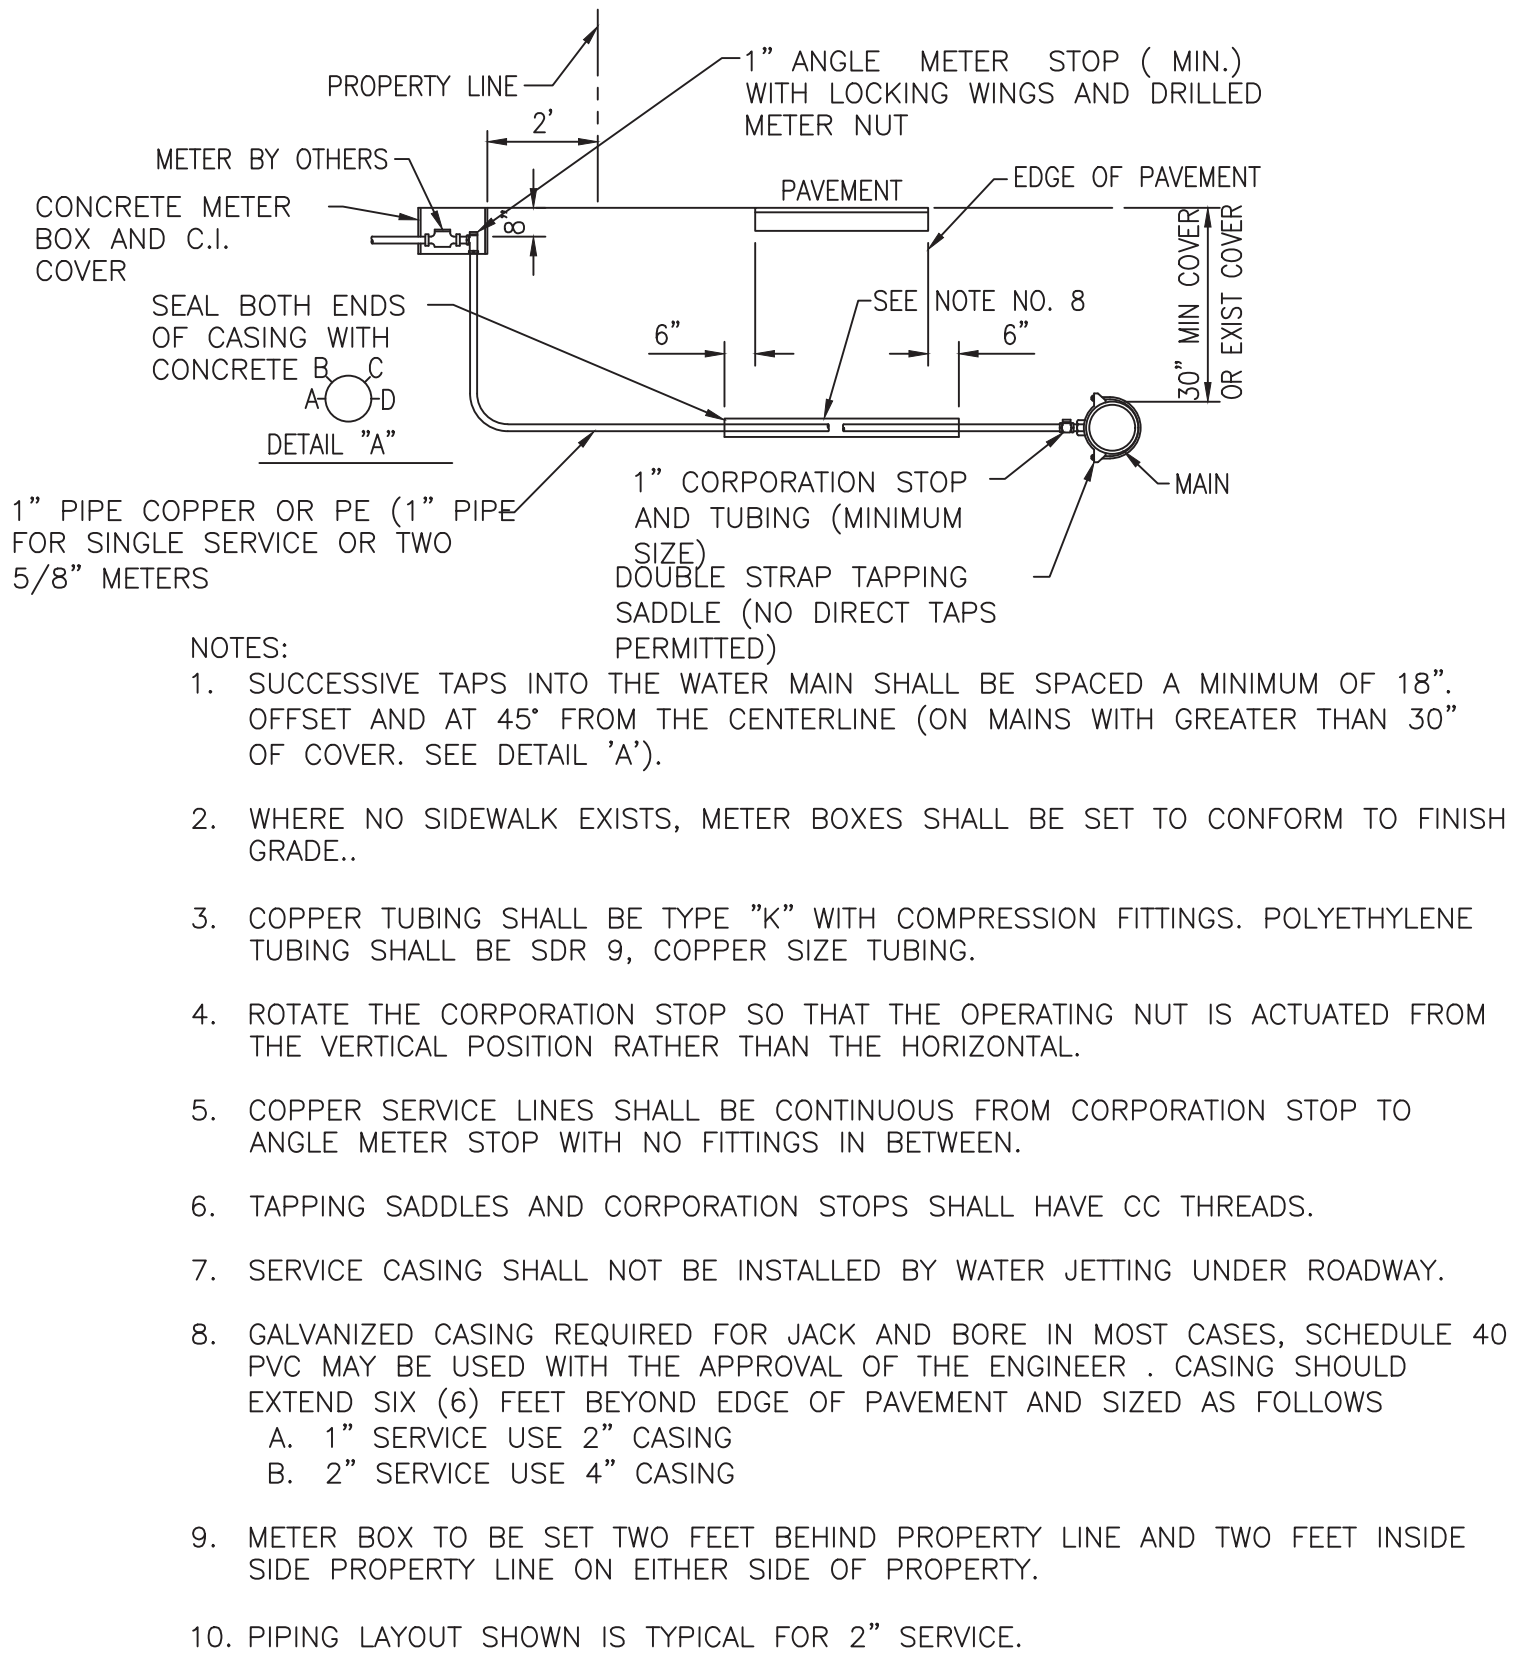 PROPERTY LINE
1” ANGLE METER STOP ( MIN.)
WITH LOCKING WINGS AND DRILLED
METER NUT
2'
METER BY OTHERS
CONCRETE METER
BOX AND C.I.
COVER
8"
PAVEMENT
EDGE OF PAVEMENT
30” MIN COVER
OR EXIST COVER
SEAL BOTH ENDS
OF CASING WITH
CONCRETE
SEE NOTE NO. 8
6”
6”
B
C
A
D
DETAIL ”A”
MAIN
1” CORPORATION STOP
AND TUBING (MINIMUM
SIZE)
1” PIPE COPPER OR PE (1” PIPE
FOR SINGLE SERVICE OR TWO
5/8” METERS
DOUBLE STRAP TAPPING
SADDLE (NO DIRECT TAPS
PERMITTED)
NOTES:
1. SUCCESSIVE TAPS INTO THE WATER MAIN SHALL BE SPACED A MINIMUM OF 18”.
OFFSET AND AT 45° FROM THE CENTERLINE (ON MAINS WITH GREATER THAN 30”
OF COVER. SEE DETAIL 'A').
2. WHERE NO SIDEWALK EXISTS, METER BOXES SHALL BE SET TO CONFORM TO FINISH
GRADE..
3. COPPER TUBING SHALL BE TYPE ”K” WITH COMPRESSION FITTINGS. POLYETHYLENE
TUBING SHALL BE SDR 9, COPPER SIZE TUBING.
4. ROTATE THE CORPORATION STOP SO THAT THE OPERATING NUT IS ACTUATED FROM
THE VERTICAL POSITION RATHER THAN THE HORIZONTAL.
5. COPPER SERVICE LINES SHALL BE CONTINUOUS FROM CORPORATION STOP TO
ANGLE METER STOP WITH NO FITTINGS IN BETWEEN.
6. TAPPING SADDLES AND CORPORATION STOPS SHALL HAVE CC THREADS.
7. SERVICE CASING SHALL NOT BE INSTALLED BY WATER JETTING UNDER ROADWAY.
8. GALVANIZED CASING REQUIRED FOR JACK AND BORE IN MOST CASES, SCHEDULE 40
PVC MAY BE USED WITH THE APPROVAL OF THE ENGINEER . CASING SHOULD
EXTEND SIX (6) FEET BEYOND EDGE OF PAVEMENT AND SIZED AS FOLLOWS
A. 1” SERVICE USE 2” CASING
B. 2” SERVICE USE 4” CASING
9. METER BOX TO BE SET TWO FEET BEHIND PROPERTY LINE AND TWO FEET INSIDE
SIDE PROPERTY LINE ON EITHER SIDE OF PROPERTY.
10. PIPING LAYOUT SHOWN IS TYPICAL FOR 2” SERVICE.